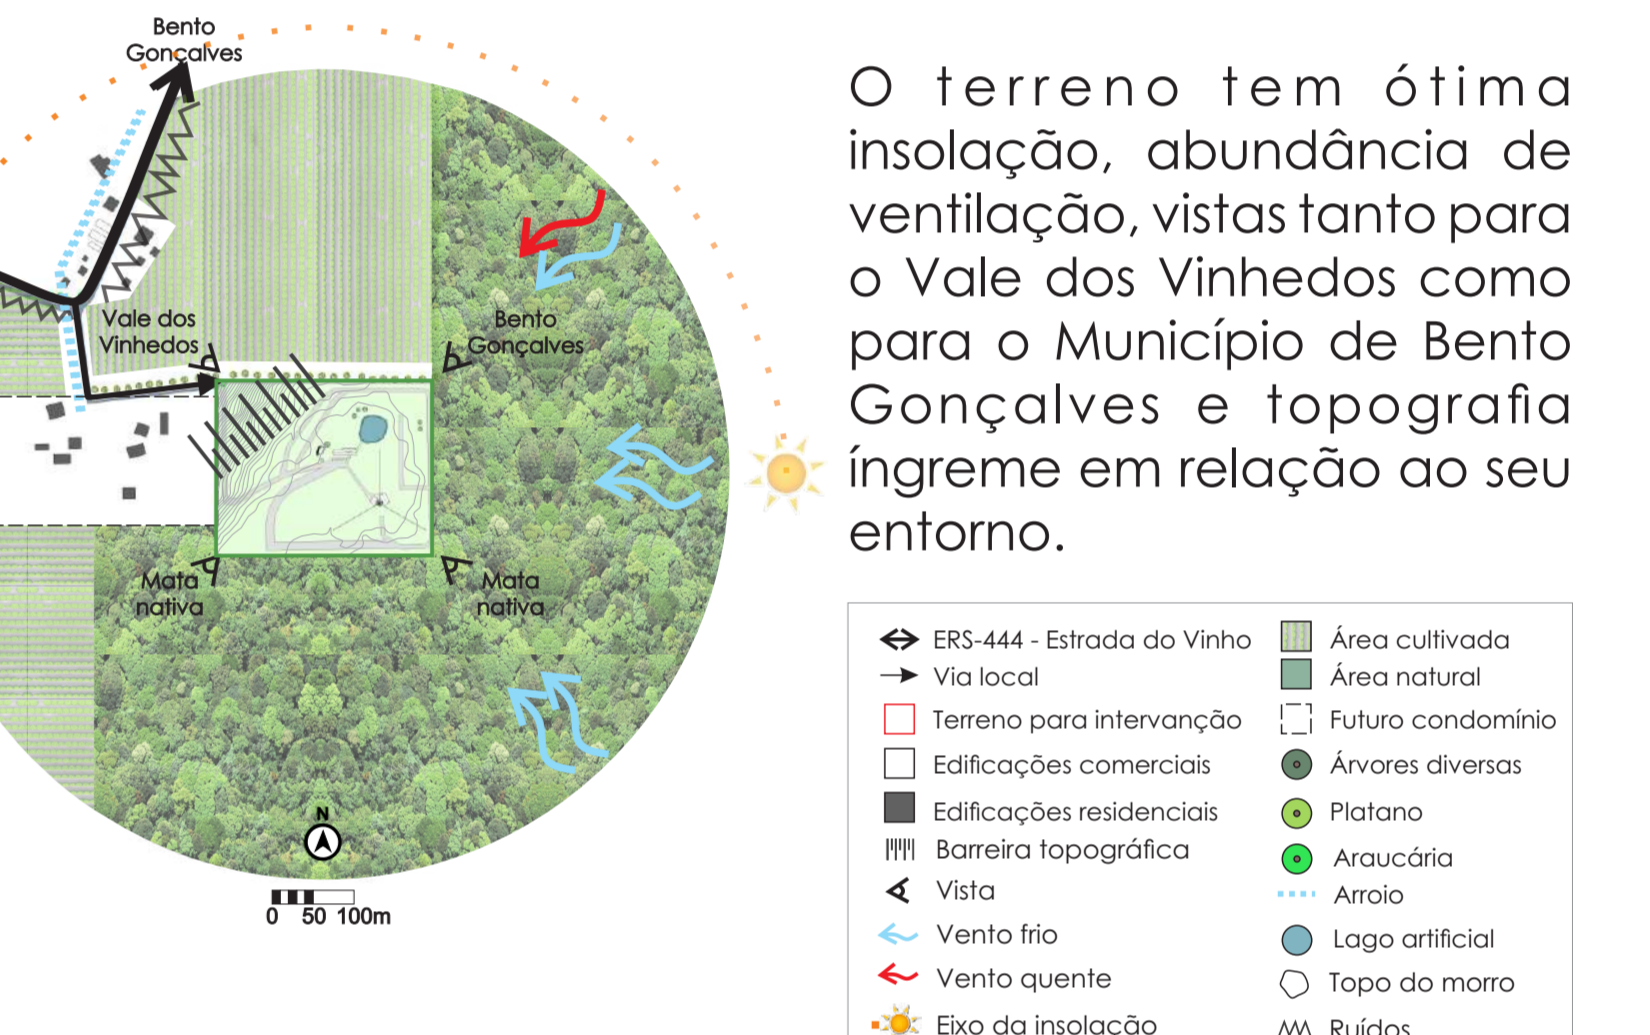 Bento
Gonçalves
Vale dos
Vinhedos
Bento
Gonçalves
Mata
nativa
Mata
nativa
N
0 50 100m
O terreno tem ótima
insolação, abundância de
ventilação, vistas tanto para
o Vale dos Vinhedos como
para o Município de Bento
Gonçalves e topografia
íngreme em relação ao seu
entorno.
ERS-444 - Estrada do Vinho
Via local
Terreno para intervanção
Edificações comerciais
Edificações residenciais
Barreira topográfica
Vista
Vento frio
Vento quente
Eixo da insolação
Área cultivada
Área natural
Futuro condomínio
Árvores diversas
Platano
Araucária
Arroio
Lago artificial
Topo do morro
Ruídos